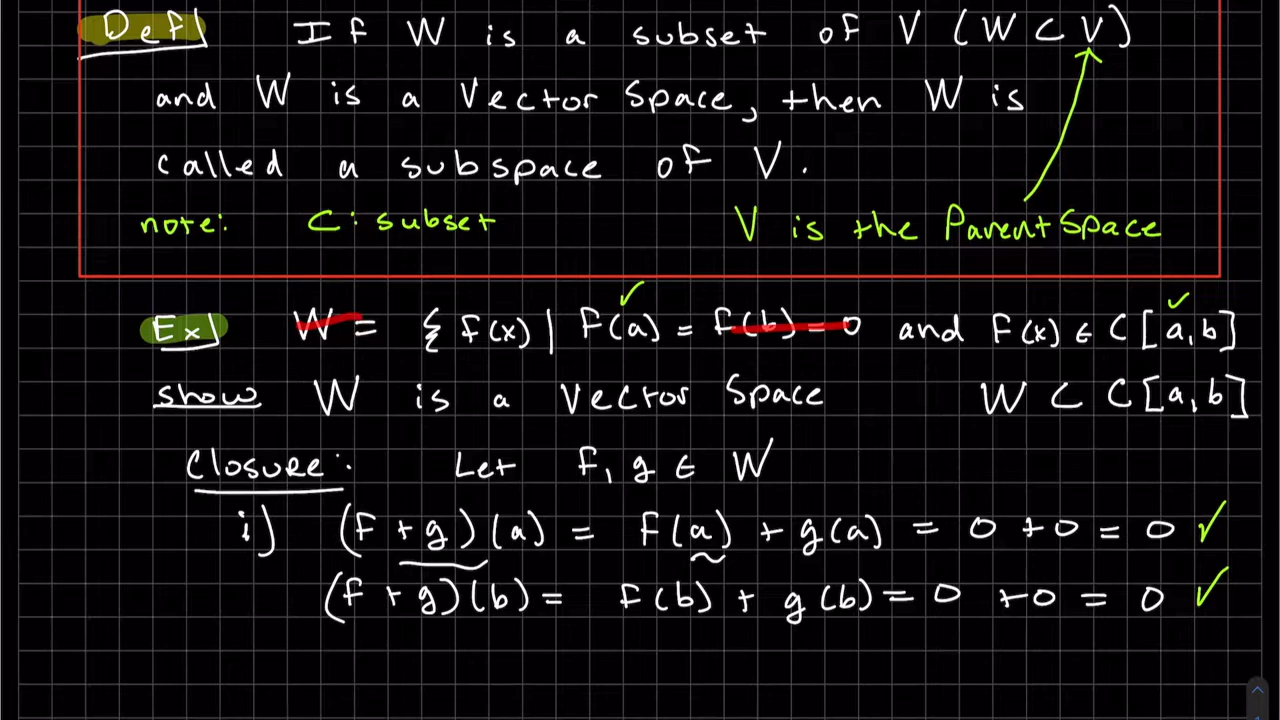 Def| If W is a subset of V (W ⊂ V)
and W is a Vector Space, then W is
called a subspace of V.
note: ⊂: subset V is the Parent Space
Ex| W = { f(x) | f(a) = f(b) = 0 and f(x) ∈ C[a,b]
show W is a Vector Space W ⊂ C[a,b]
Closure: Let f, g ∈ W
i) (f + g)(a) = f(a) + g(a) = 0 + 0 = 0 ✓
(f + g)(b) = f(b) + g(b) = 0 + 0 = 0 ✓